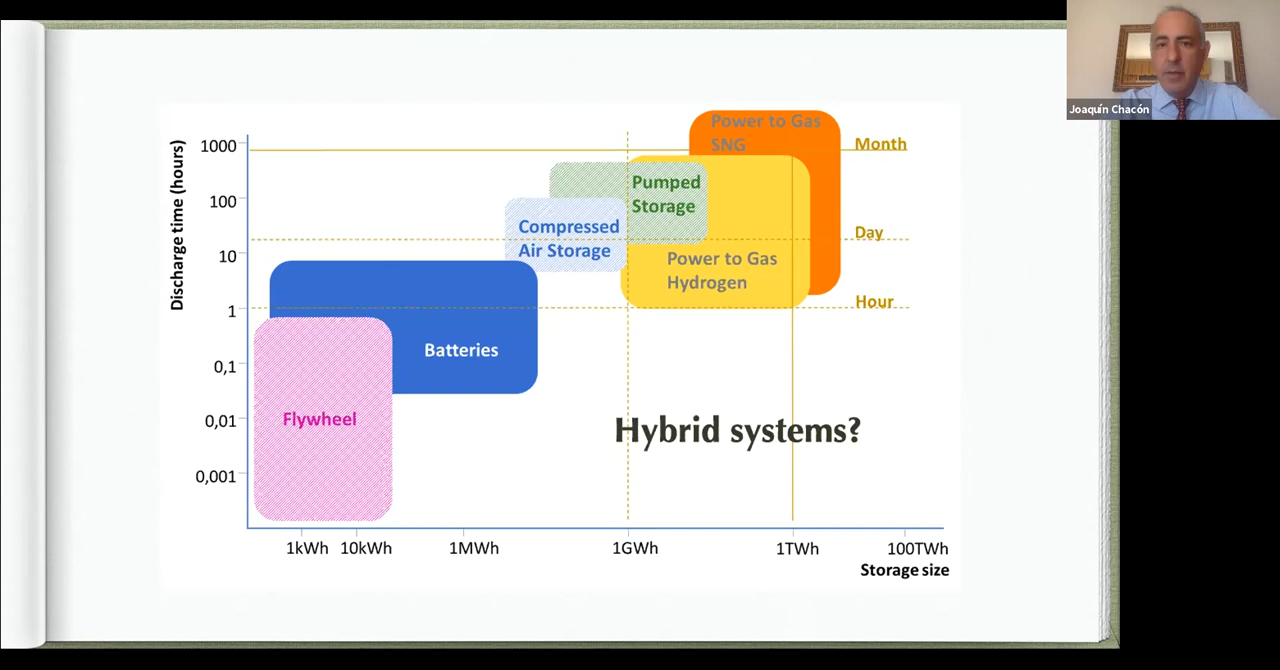 Joaquín Chacón
Discharge time (hours)
1000
100
10
1
0,1
0,01
0,001
Power to Gas
SNG
Month
Pumped
Storage
Compressed
Air Storage
Day
Power to Gas
Hydrogen
Hour
Batteries
Flywheel
Hybrid systems?
1kWh
10kWh
1MWh
1GWh
1TWh
100TWh
Storage size